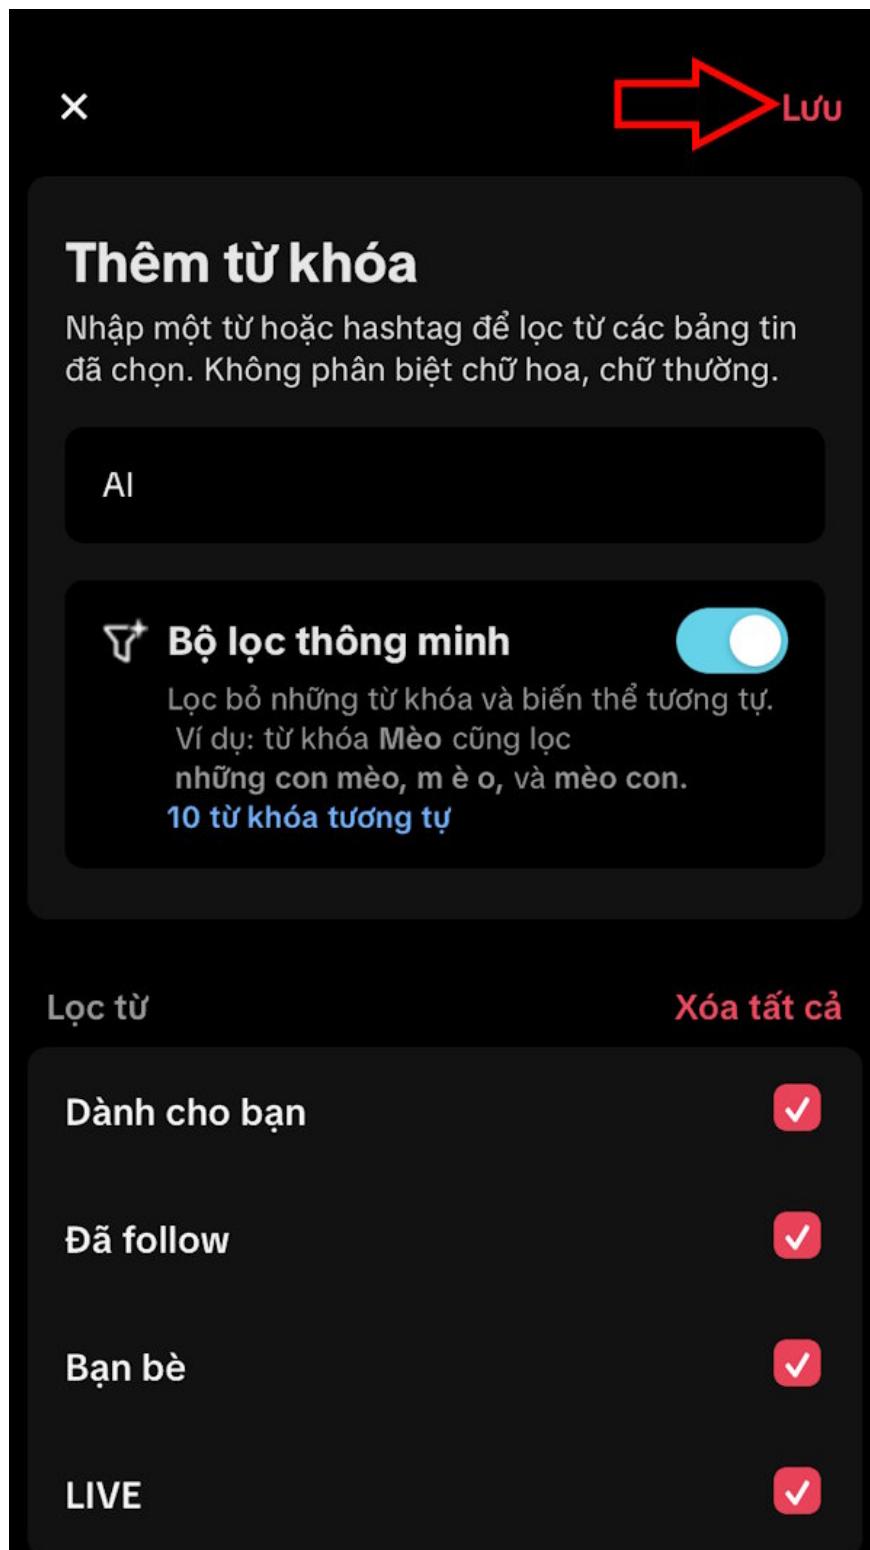 Lưu
Thêm từ khóa
Nhập một từ hoặc hashtag để lọc từ các bảng tin
đã chọn. Không phân biệt chữ hoa, chữ thường.
AI
Bộ lọc thông minh
Lọc bỏ những từ khóa và biến thể tương tự.
Ví dụ: từ khóa Mèo cũng lọc
những con mèo, m è o, và mèo con.
10 từ khóa tương tự
Lọc từ
Xóa tất cả
Dành cho bạn
Đã follow
Bạn bè
LIVE